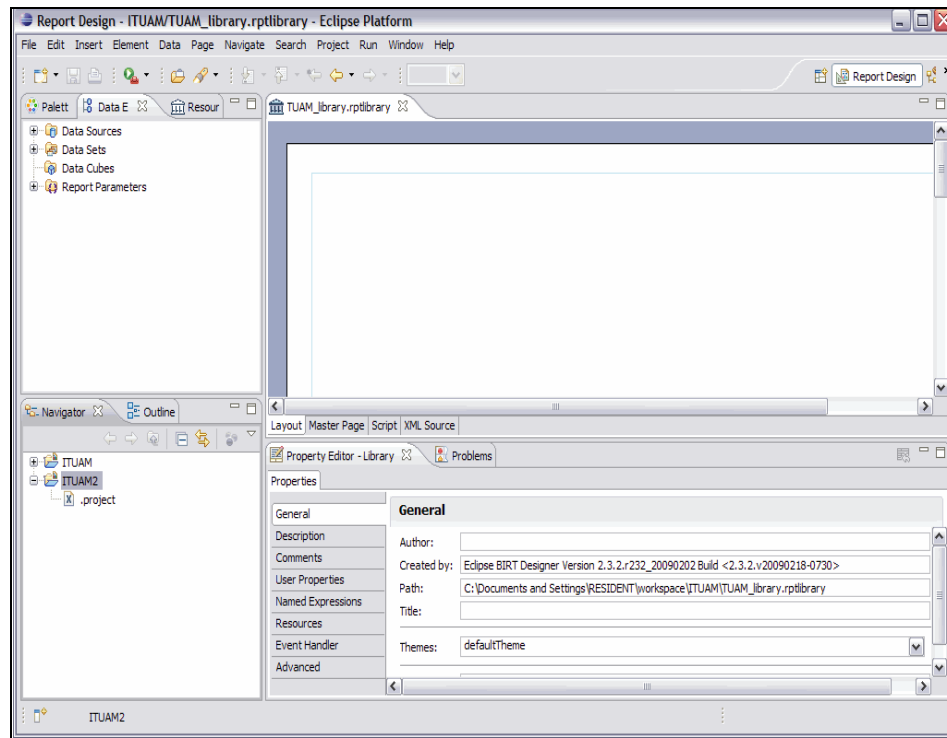 Report Design - ITUAM/TUAM_library.rptlibrary - Eclipse Platform
File Edit Insert Element Data Page Navigate Search Project Run Window Help
Report Design
Palett Data E Resour
TUAM_library.rptlibrary
Data Sources
Data Sets
Data Cubes
Report Parameters
Layout Master Page Script XML Source
Navigator Outline
ITUAM
ITUAM2
.project
Property Editor - Library Problems
Properties
General
Description
Comments
User Properties
Named Expressions
Resources
Event Handler
Advanced
General
Author:
Created by: Eclipse BIRT Designer Version 2.3.2.r232_20090202 Build <2.3.2.v20090218-0730>
Path: C:\Documents and Settings\RESIDENT\workspace\ITUAM\TUAM_library.rptlibrary
Title:
Themes: defaultTheme
ITUAM2